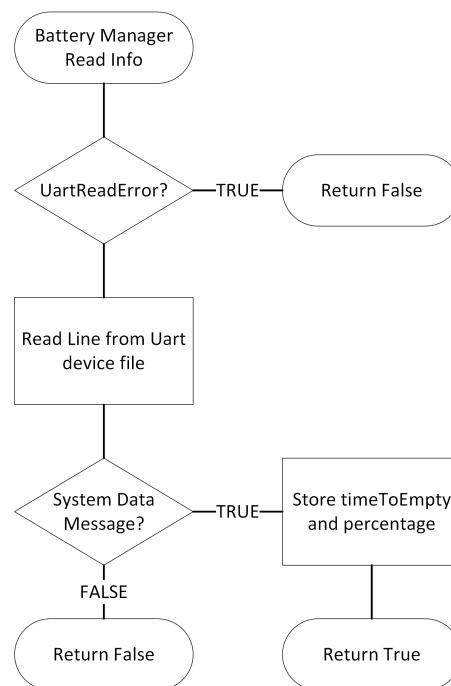 Battery Manager
Read Info
UartReadError?
TRUE
Return False
Read Line from Uart
device file
System Data
Message?
TRUE
Store timeToEmpty
and percentage
FALSE
Return False
Return True